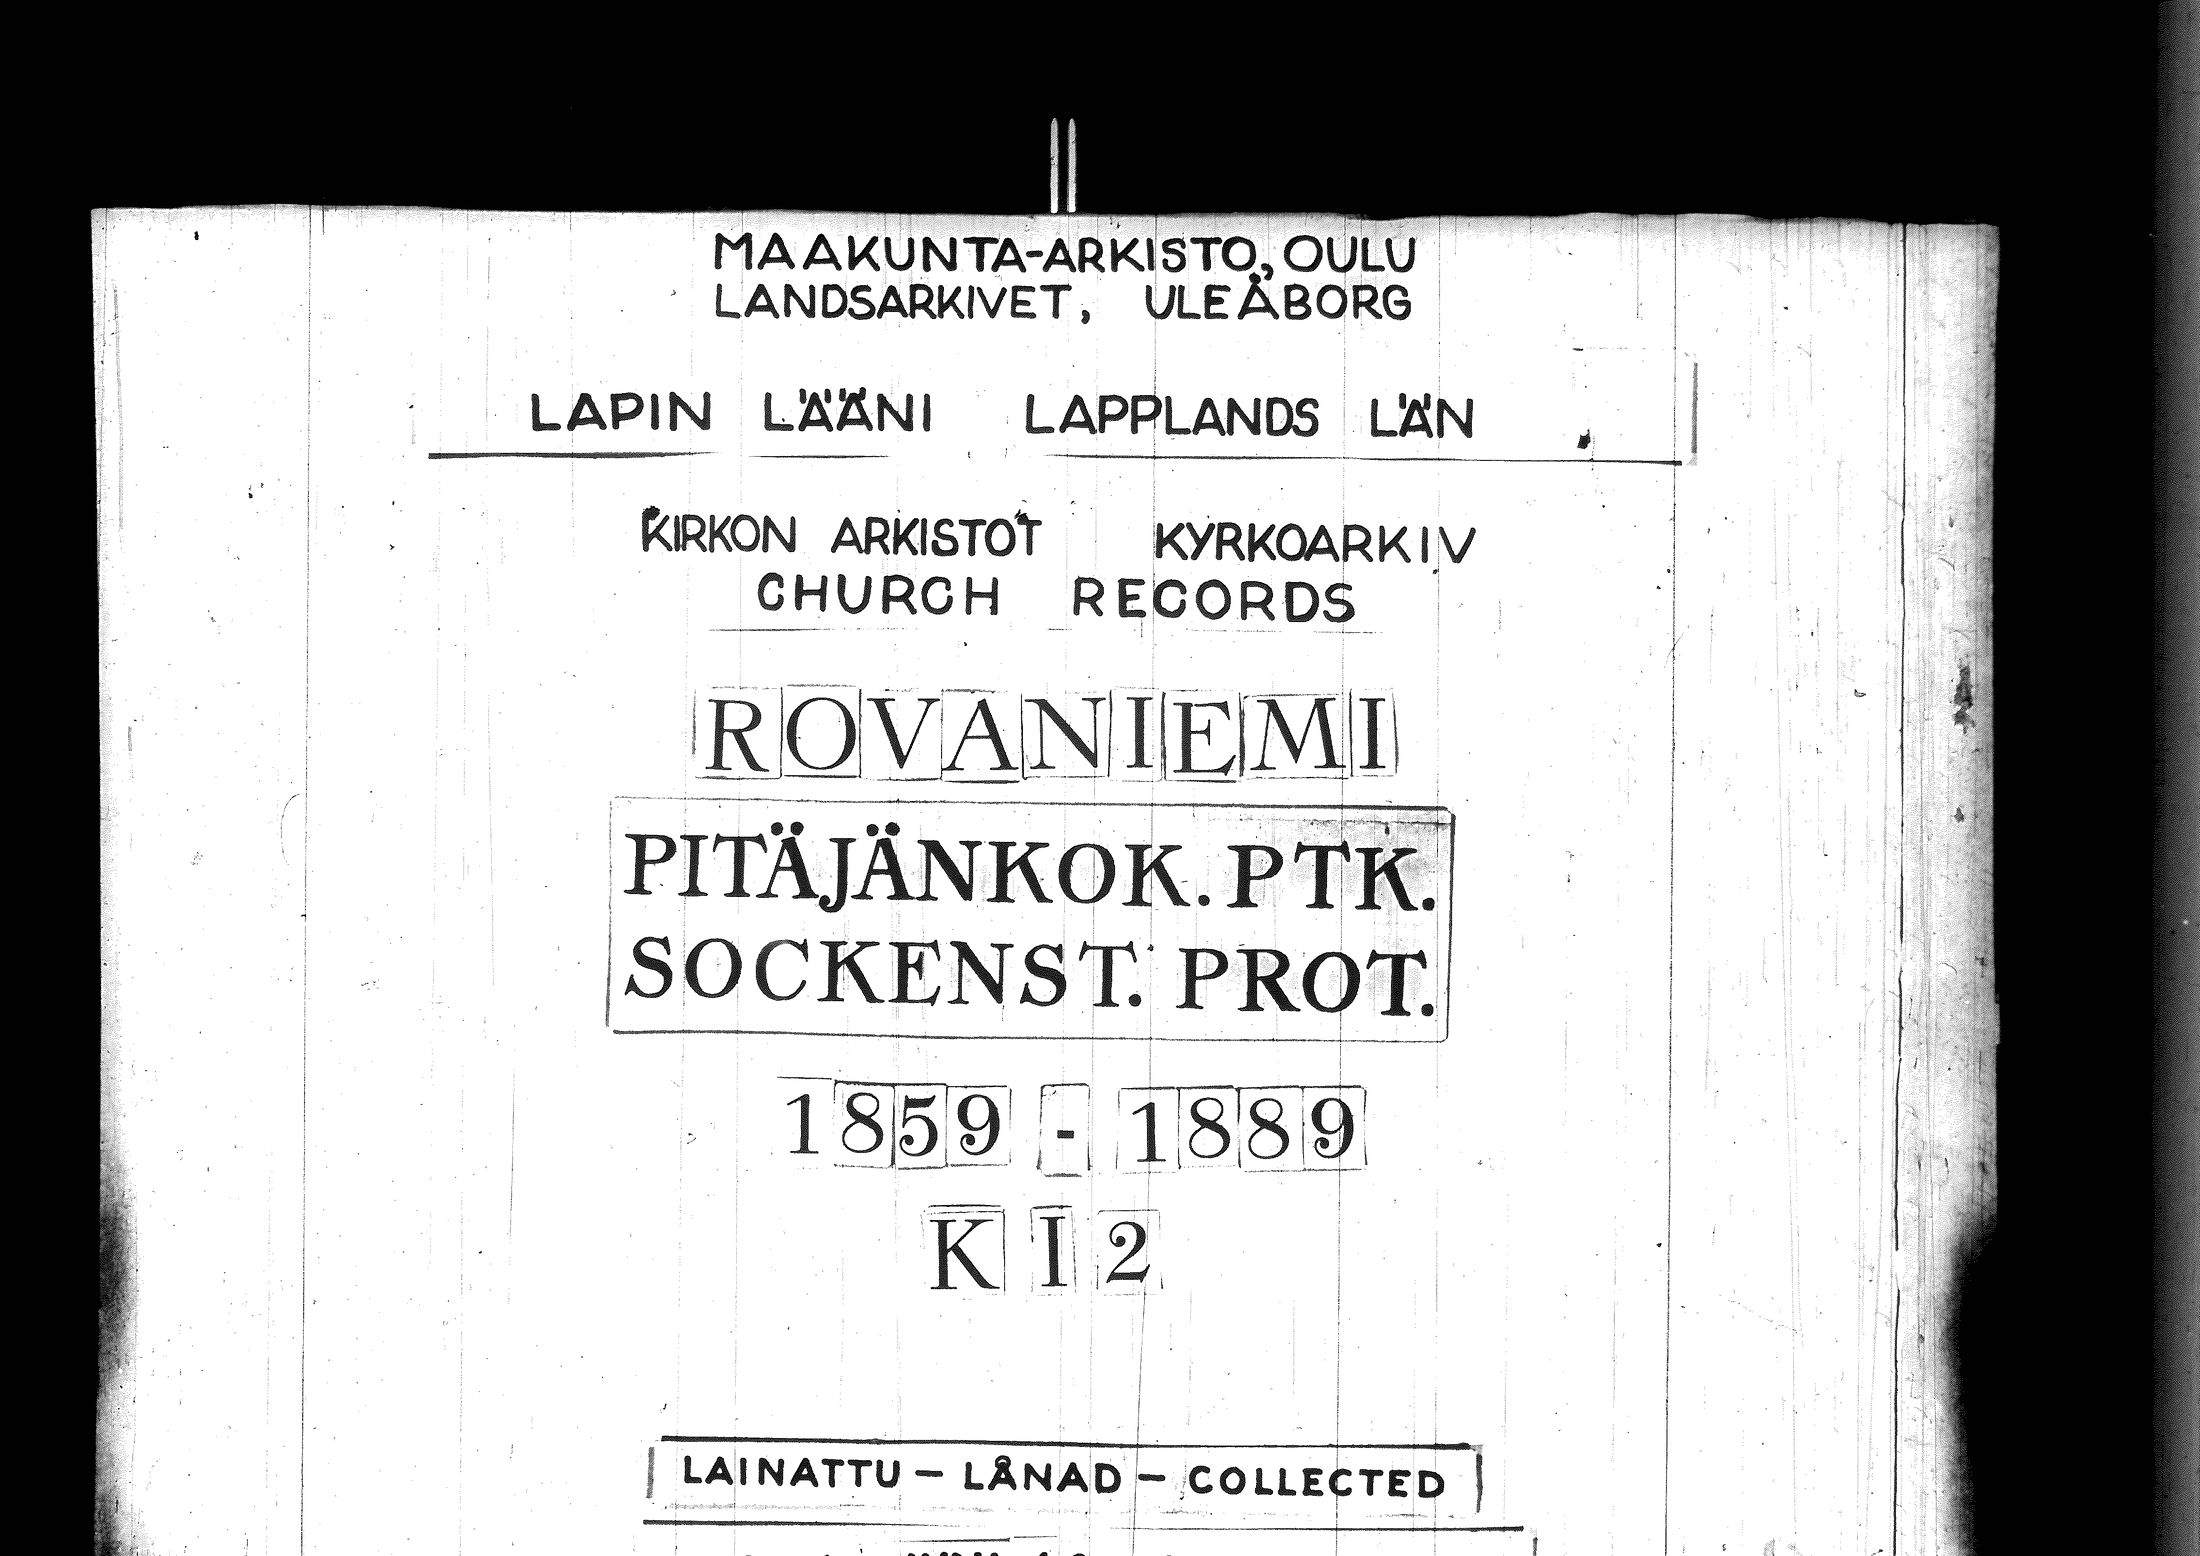 MAAKUNTA-ARKISTO, OULU
LANDSARKIVET, ULEÅBORG
LAPIN LÄÄNI LAPPLANDS LÄN
KIRKON ARKISTOT KYRKOARKIV
CHURCH RECORDS
ROVANIEMI
PITÄJÄNKOK. PTK.
SOCKENST. PROT.
1859 - 1889
K I 2
LAINATTU - LÅNAD - COLLECTED